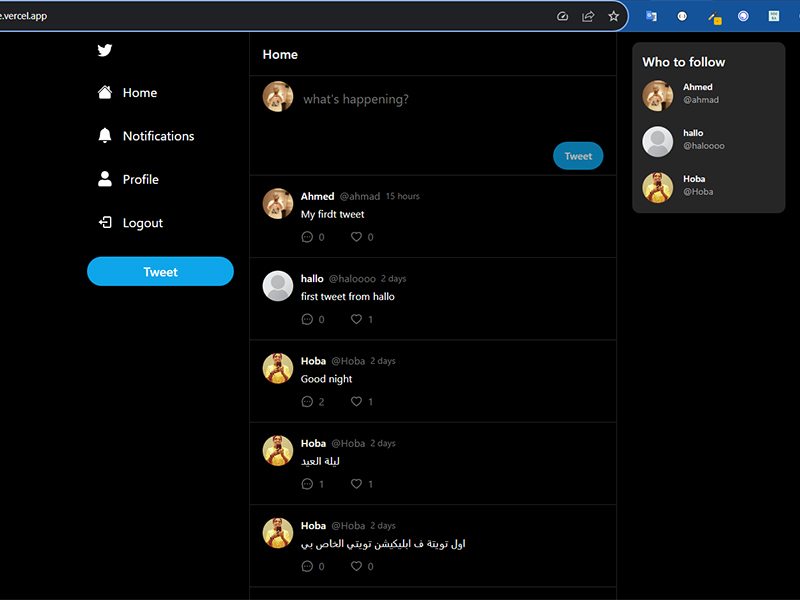 e.vercel.app
Home
Notifications
Profile
Logout
Tweet
Home
what's happening?
Tweet
Ahmed @ahmad 15 hours
My firdt tweet
0 0
hallo @haloooo 2 days
first tweet from hallo
0 1
Hoba @Hoba 2 days
Good night
2 1
Hoba @Hoba 2 days
ليلة العيد
1 1
Hoba @Hoba 2 days
اول تويتة ف ابليكيشن تويتي الخاص بي
0 0
Who to follow
Ahmed
@ahmad
hallo
@haloooo
Hoba
@Hoba